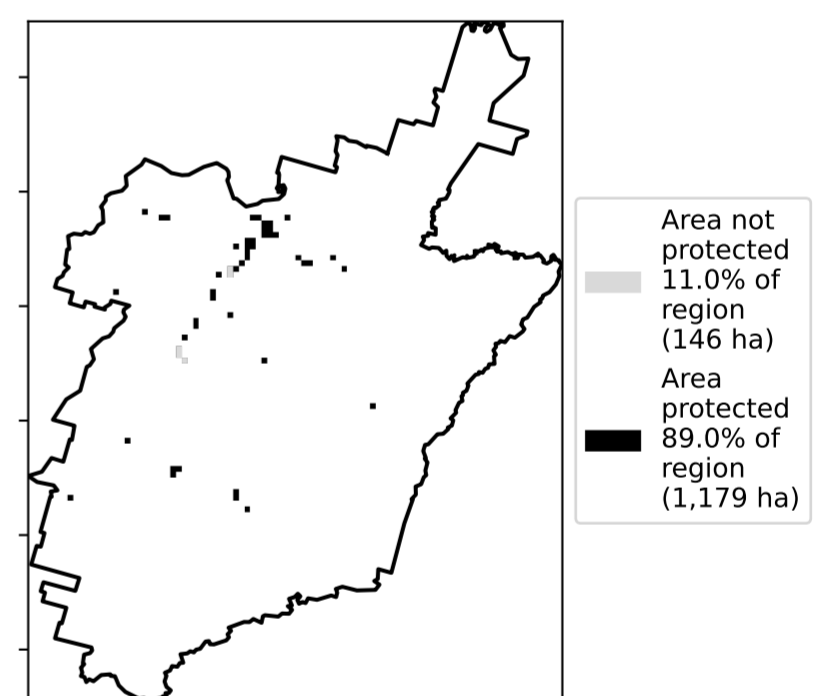 Area not
protected
11.0% of
region
(146 ha)
Area
protected
89.0% of
region
(1,179 ha)